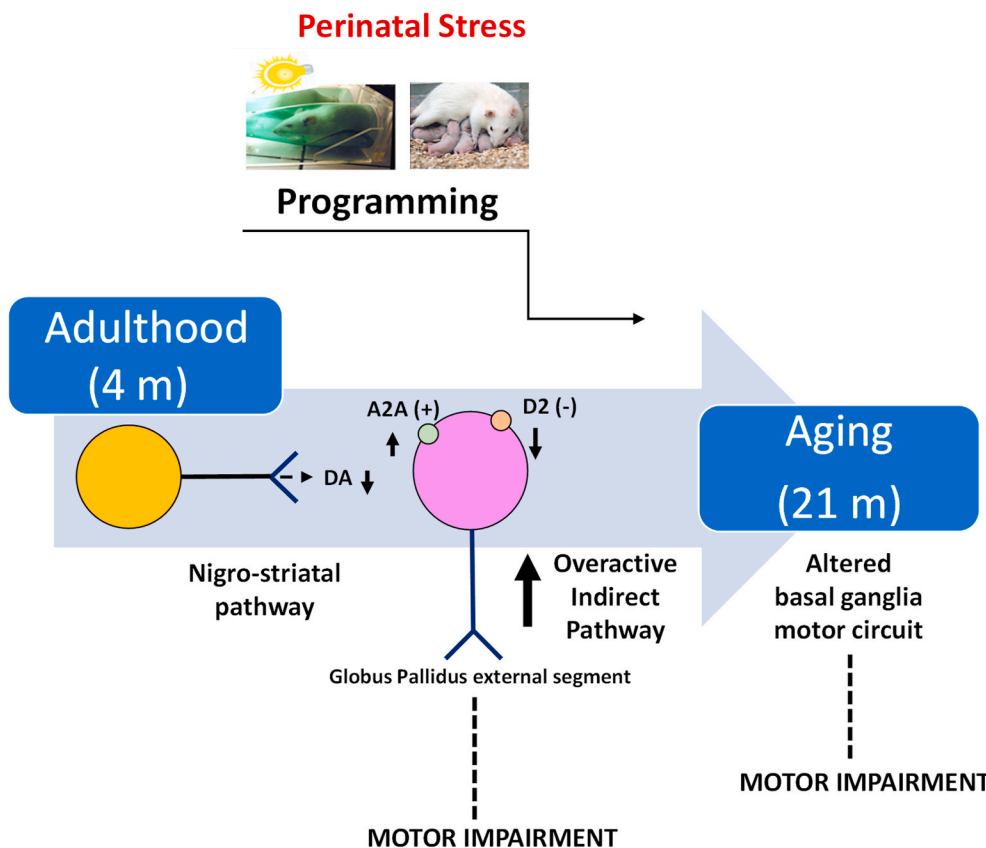 Perinatal Stress
Programming
Adulthood
(4 m)
A2A (+)
D2 (-)
DA
Aging
(21 m)
Nigro-striatal
pathway
Overactive
Indirect
Pathway
Altered
basal ganglia
motor circuit
Globus Pallidus external segment
MOTOR IMPAIRMENT
MOTOR IMPAIRMENT